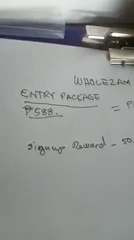 WHOLEZAM
ENTRY PACKAGE
₱588. = P
Signup Reward - 50